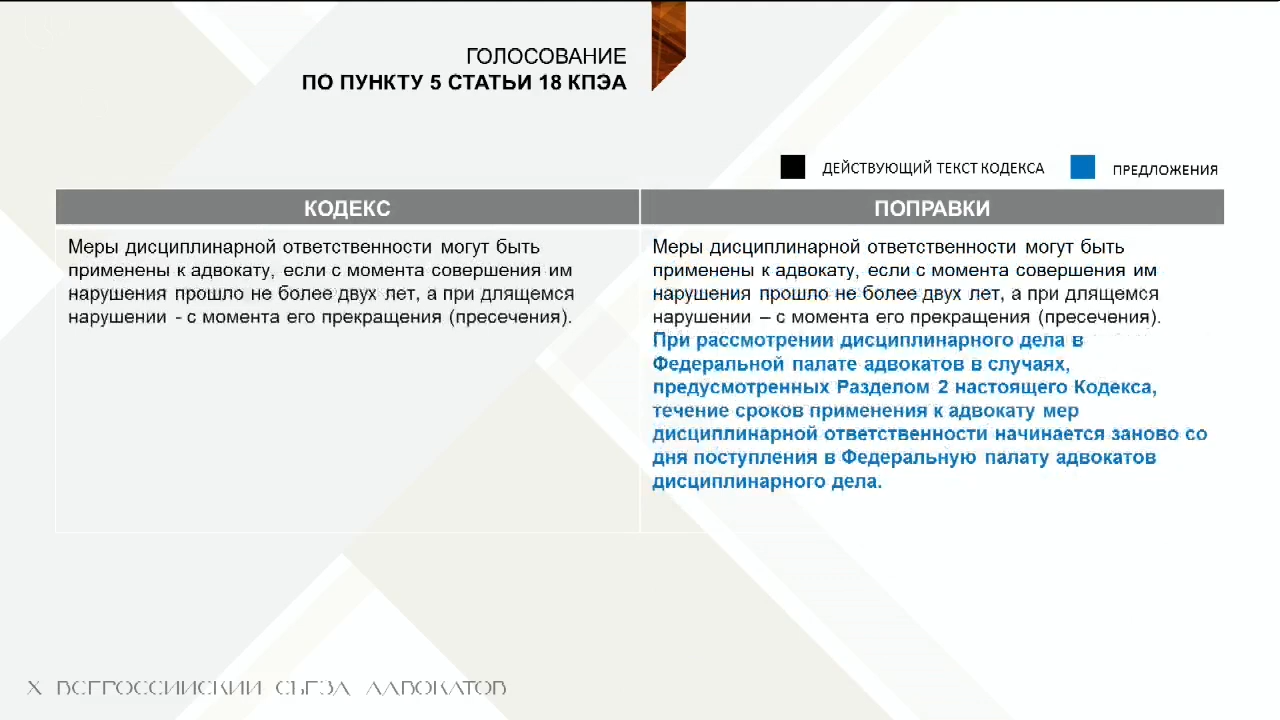 ГОЛОСОВАНИЕ
ПО ПУНКТУ 5 СТАТЬИ 18 КПЭА
ДЕЙСТВУЮЩИЙ ТЕКСТ КОДЕКСА
ПРЕДЛОЖЕНИЯ
КОДЕКС
ПОПРАВКИ
Меры дисциплинарной ответственности могут быть
применены к адвокату, если с момента совершения им
нарушения прошло не более двух лет, а при длящемся
нарушении - с момента его прекращения (пресечения).
Меры дисциплинарной ответственности могут быть
применены к адвокату, если с момента совершения им
нарушения прошло не более двух лет, а при длящемся
нарушении – с момента его прекращения (пресечения).
При рассмотрении дисциплинарного дела в
Федеральной палате адвокатов в случаях,
предусмотренных Разделом 2 настоящего Кодекса,
течение сроков применения к адвокату мер
дисциплинарной ответственности начинается заново со
дня поступления в Федеральную палату адвокатов
дисциплинарного дела.
X ВСЕРОССИЙСКИЙ СЪЕЗД АДВОКАТОВ